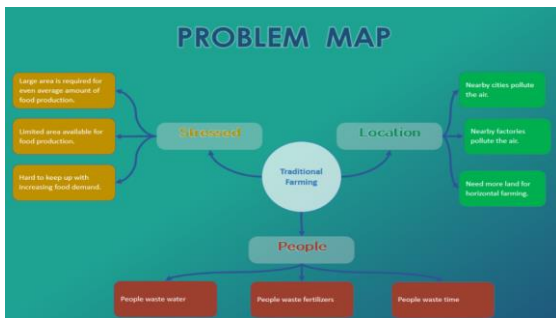 PROBLEM MAP
Large area is required for
even average amount of
food production.
Limited area available for
food production.
Hard to keep up with
increasing food demand.
Stressed
Location
Nearby cities pollute
the air.
Nearby factories
pollute the air.
Need more land for
horizontal farming.
Traditional
Farming
People
People waste water
People waste fertilizers
People waste time